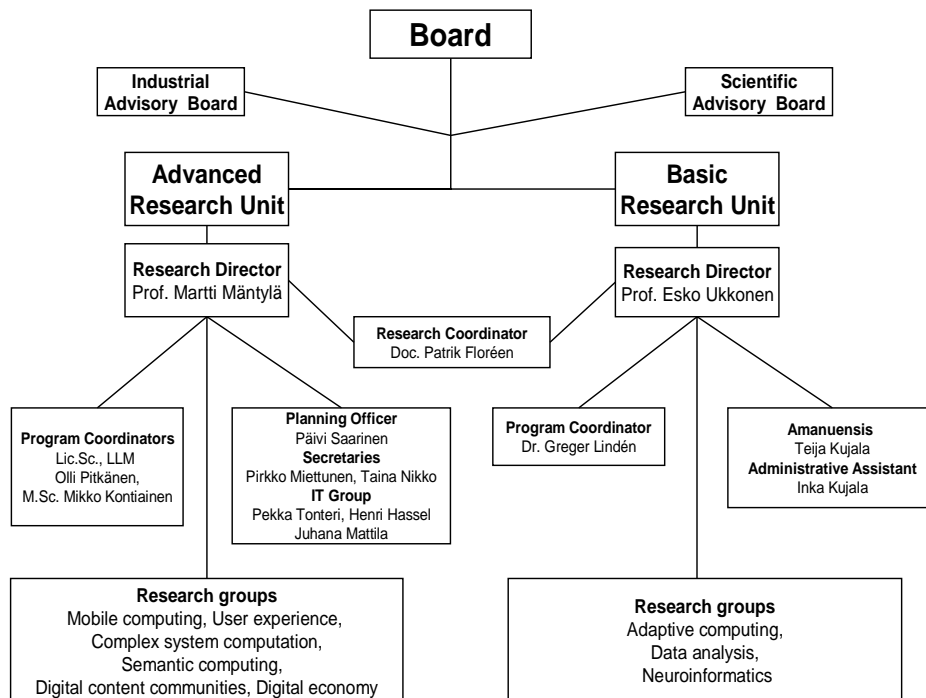 Board
Industrial
Advisory Board
Scientific
Advisory Board
Advanced
Research Unit
Basic
Research Unit
Research Director
Prof. Martti Mäntylä
Research Director
Prof. Esko Ukkonen
Research Coordinator
Doc. Patrik Floréen
Program Coordinators
Lic.Sc., LLM
Olli Pitkänen,
M.Sc. Mikko Kontiainen
Planning Officer
Päivi Saarinen
Secretaries
Pirkko Miettunen, Taina Nikko
IT Group
Pekka Tonteri, Henri Hassel
Juhana Mattila
Program Coordinator
Dr. Greger Lindén
Amanuensis
Teija Kujala
Administrative Assistant
Inka Kujala
Research groups
Mobile computing, User experience,
Complex system computation,
Semantic computing,
Digital content communities, Digital economy
Research groups
Adaptive computing,
Data analysis,
Neuroinformatics